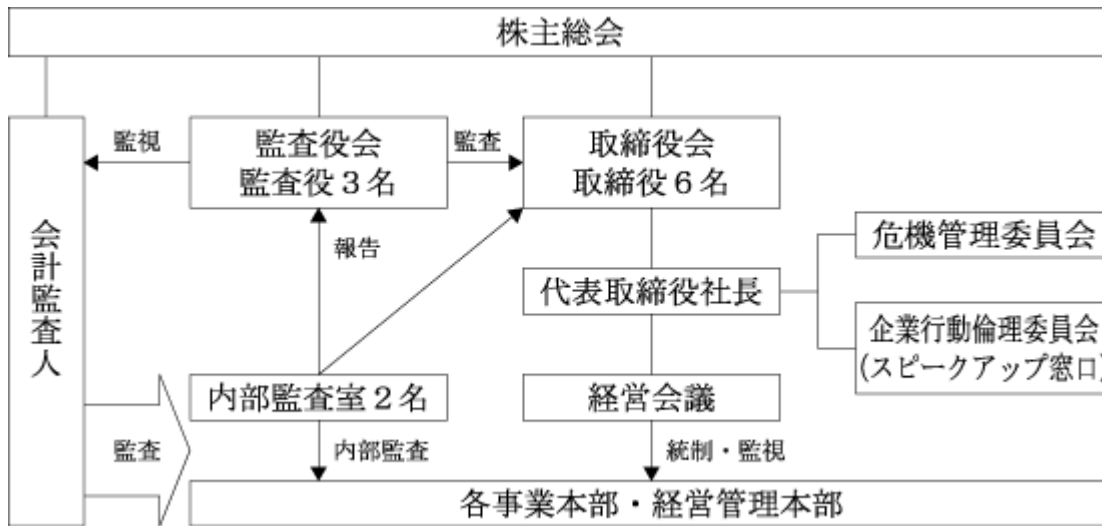 株主総会
監視
監査役会
監査役3名
監査
取締役会
取締役6名
会計監査人
報告
危機管理委員会
代表取締役社長
企業行動倫理委員会
(スピークアップ窓口)
内部監査室2名
経営会議
監査
内部監査
統制・監視
各事業本部・経営管理本部